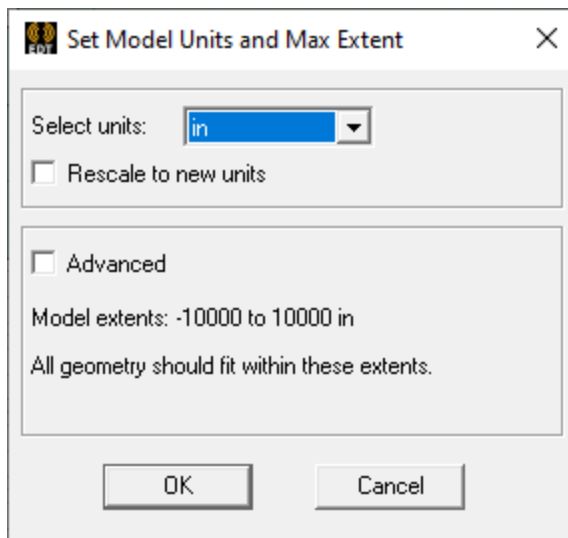 EDT Set Model Units and Max Extent
Select units: in
Rescale to new units
Advanced
Model extents: -10000 to 10000 in
All geometry should fit within these extents.
OK Cancel